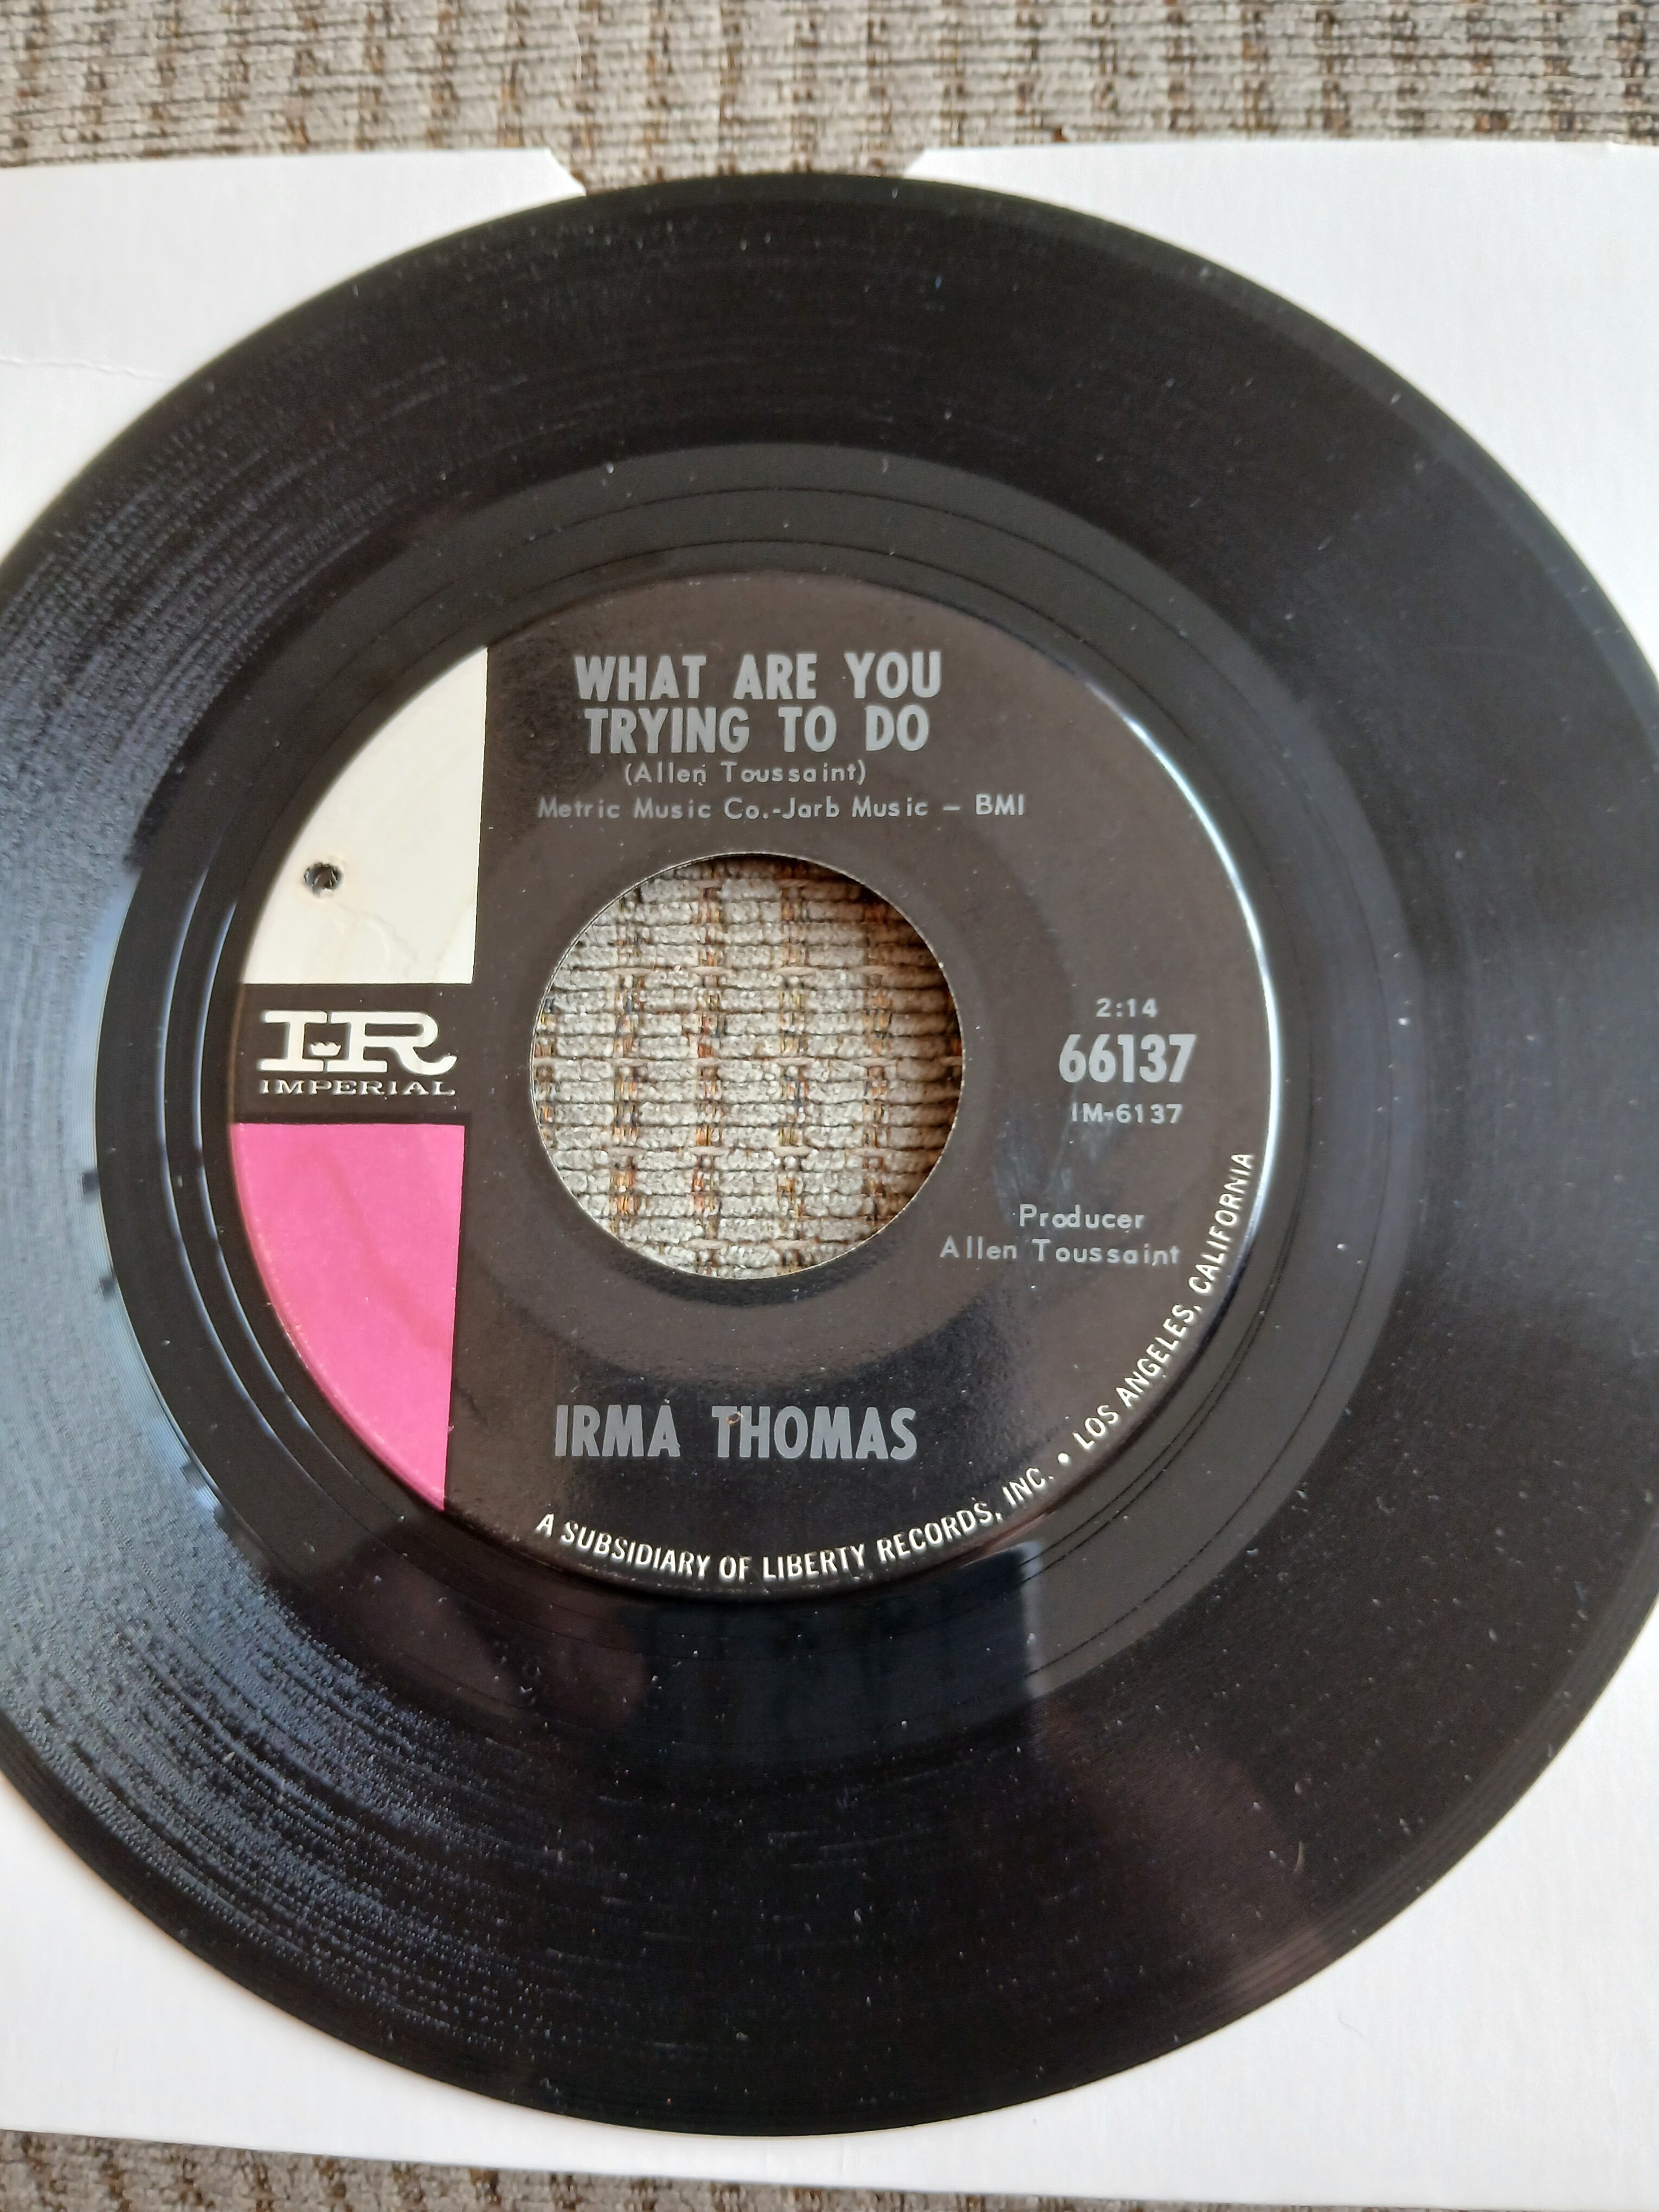 WHAT ARE YOU
TRYING TO DO
(Allen Toussaint)
Metric Music Co.-Jarb Music – BMI
IR
IMPERIAL
2:14
66137
IM-6137
Producer
Allen Toussaint
IRMA THOMAS
A SUBSIDIARY OF LIBERTY RECORDS, INC. • LOS ANGELES, CALIFORNIA